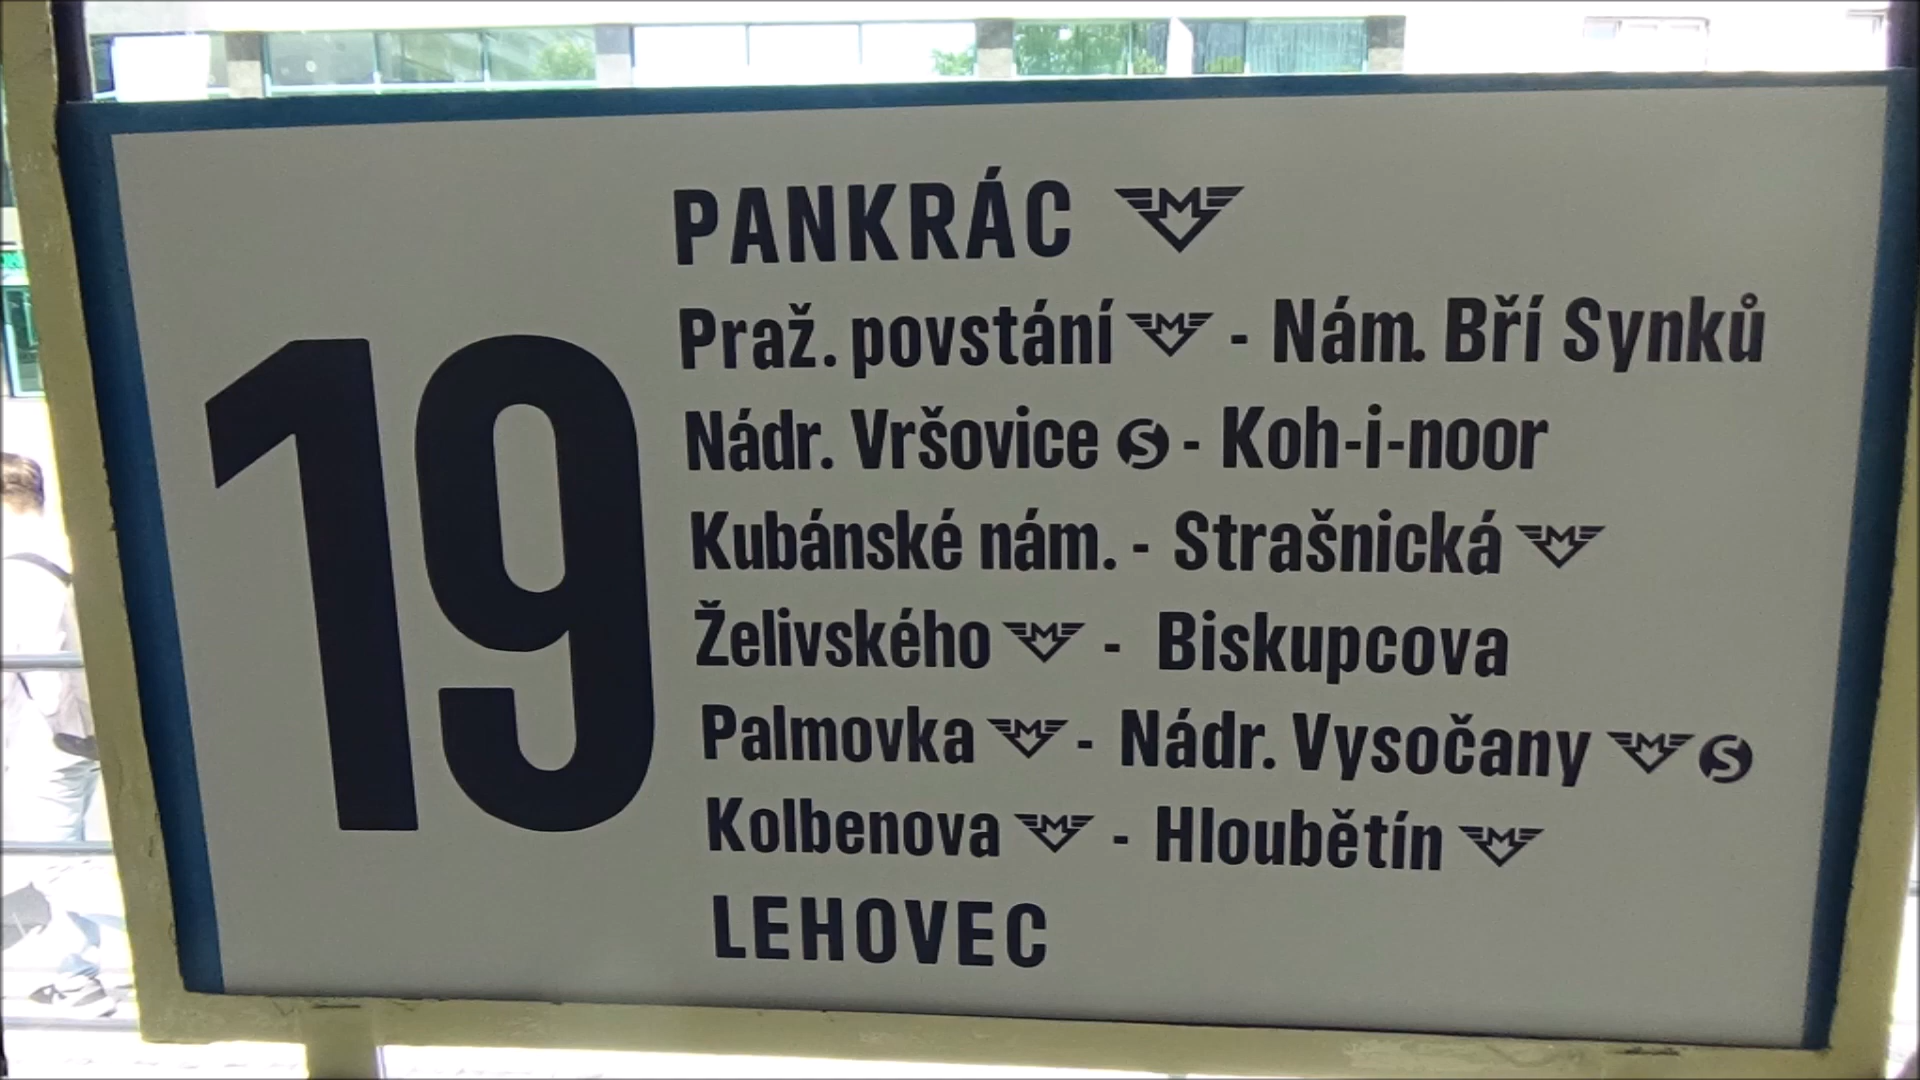 19
PANKRÁC M
Praž. povstání M - Nám. Bří Synků
Nádr. Vršovice S - Koh-i-noor
Kubánské nám. - Strašnická M
Želivského M - Biskupcova
Palmovka M - Nádr. Vysočany M S
Kolbenova M - Hloubětín M
LEHOVEC